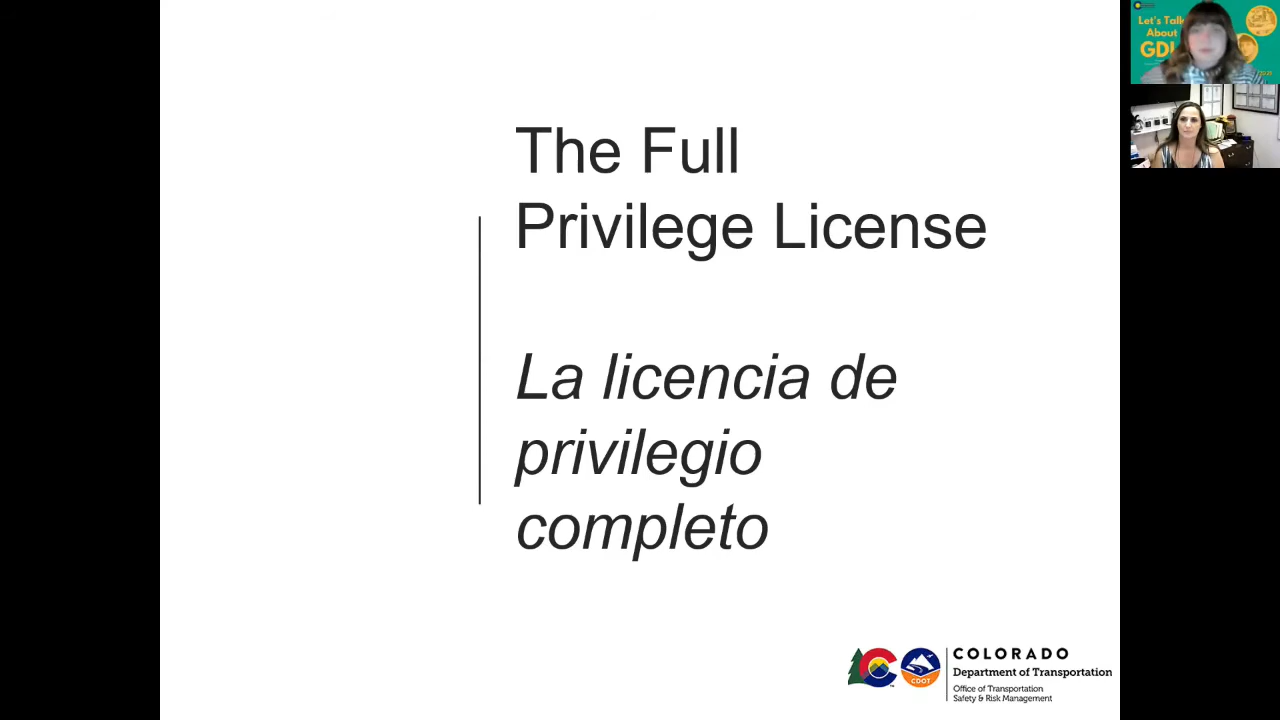 The Full
Privilege License
La licencia de
privilegio
completo
COLORADO
Department of Transportation
Office of Transportation
Safety & Risk Management
CDOT
Let's Talk
About